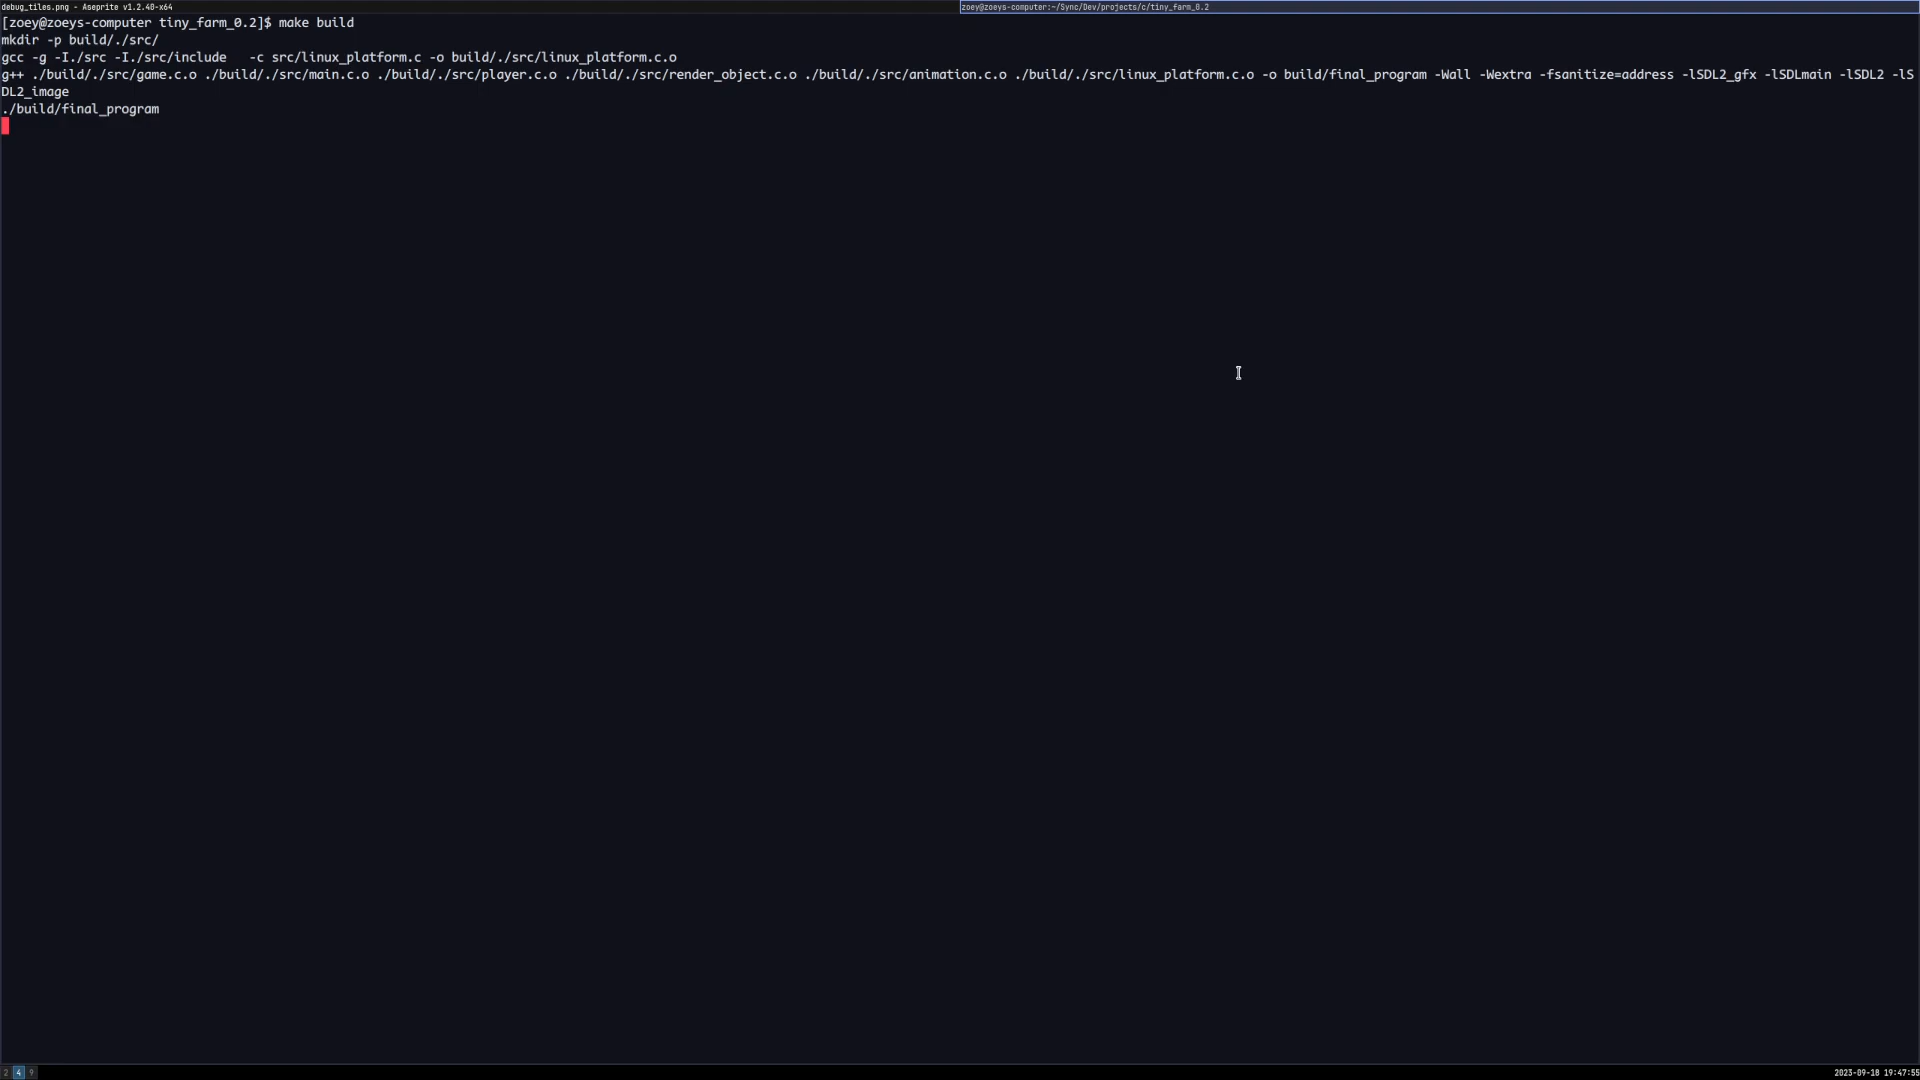 debug_tiles.png - Aseprite v1.2.40-x64
zoey@zoeys-computer:~/Sync/Dev/projects/c/tiny_farm_0.2
[zoey@zoeys-computer tiny_farm_0.2]$ make build
mkdir -p build/./src/
gcc -g -I./src -I./src/include   -c src/linux_platform.c -o build/./src/linux_platform.c.o
g++ ./build/./src/game.c.o ./build/./src/main.c.o ./build/./src/player.c.o ./build/./src/render_object.c.o ./build/./src/animation.c.o ./build/./src/linux_platform.c.o -o build/final_program -Wall -Wextra -fsanitize=address -lSDL2_gfx -lSDLmain -lSDL2 -lS
DL2_image
./build/final_program
2 4 9
2023-09-18 19:47:55